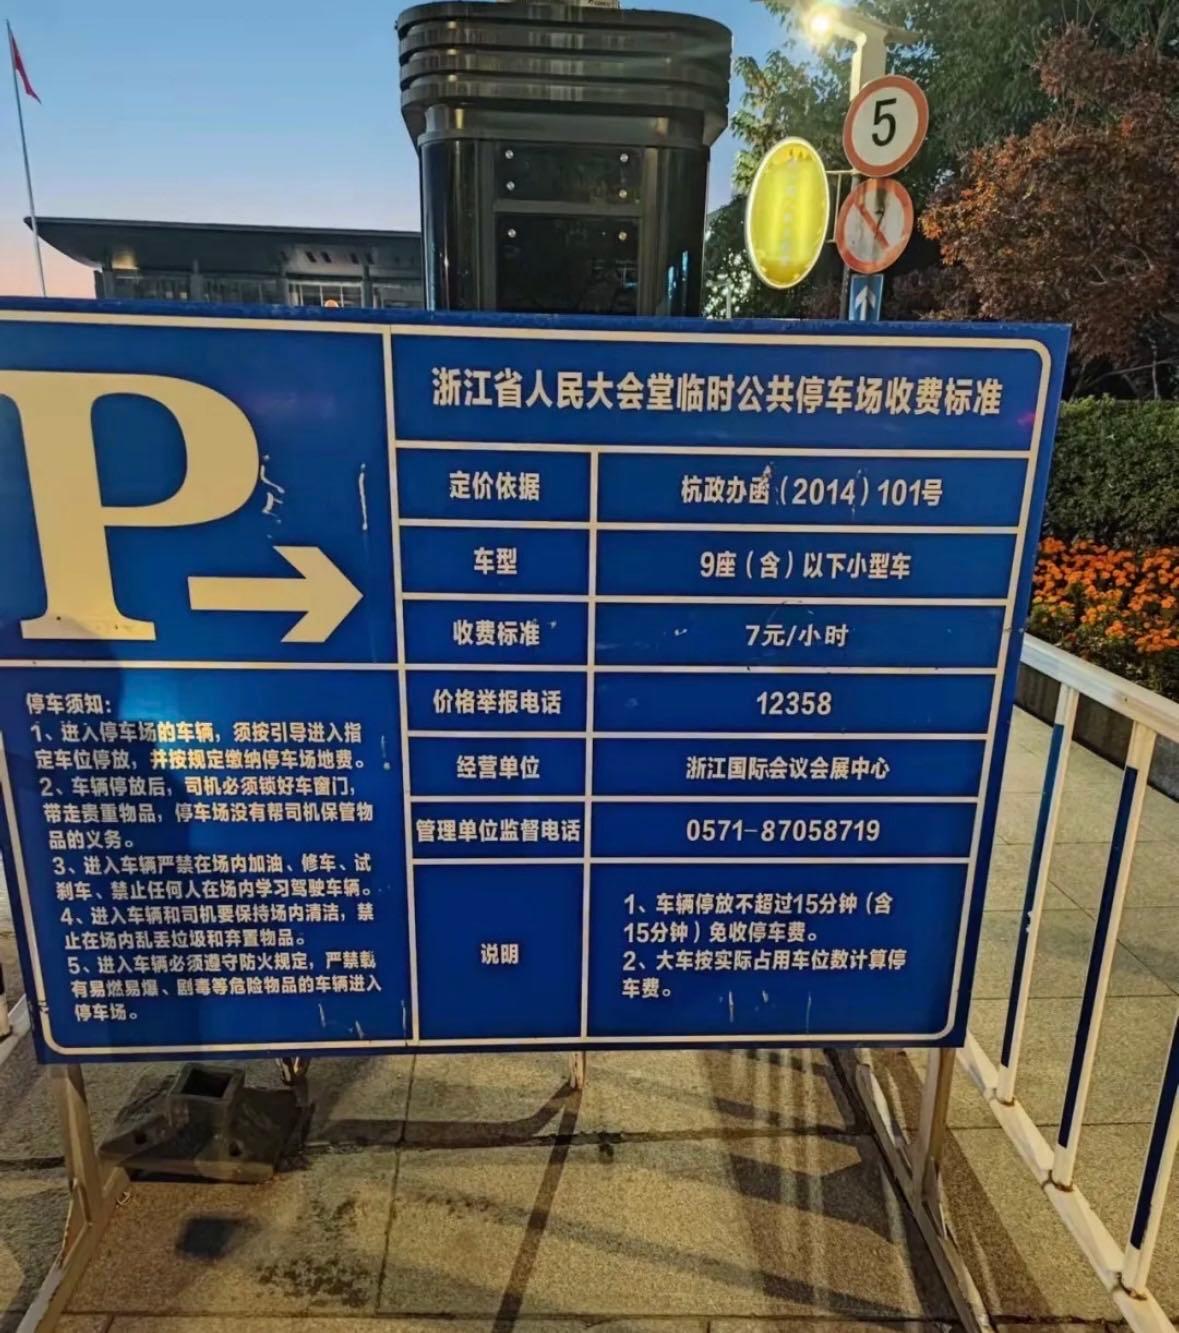 5
P
浙江省人民大会堂临时公共停车场收费标准
定价依据
杭政办函（2014）101号
车型
9座（含）以下小型车
收费标准
7元/小时
价格举报电话
12358
经营单位
浙江国际会议会展中心
管理单位监督电话
0571-87058719
说明
1、车辆停放不超过15分钟（含
15分钟）免收停车费。
2、大车按实际占用车位数计算停
车费。
停车须知：
1、进入停车场的车辆，须按引导进入指
定车位停放，并按规定缴纳停车场地费。
2、车辆停放后，司机必须锁好车窗门，
带走贵重物品，停车场没有帮司机保管物
品的义务。
3、进入车辆严禁在场内加油、修车、试
刹车、禁止任何人在场内学习驾驶车辆。
4、进入车辆和司机要保持场内清洁，禁
止在场内乱丢垃圾和弃置物品。
5、进入车辆必须遵守防火规定，严禁载
有易燃易爆、剧毒等危险物品的车辆进入
停车场。